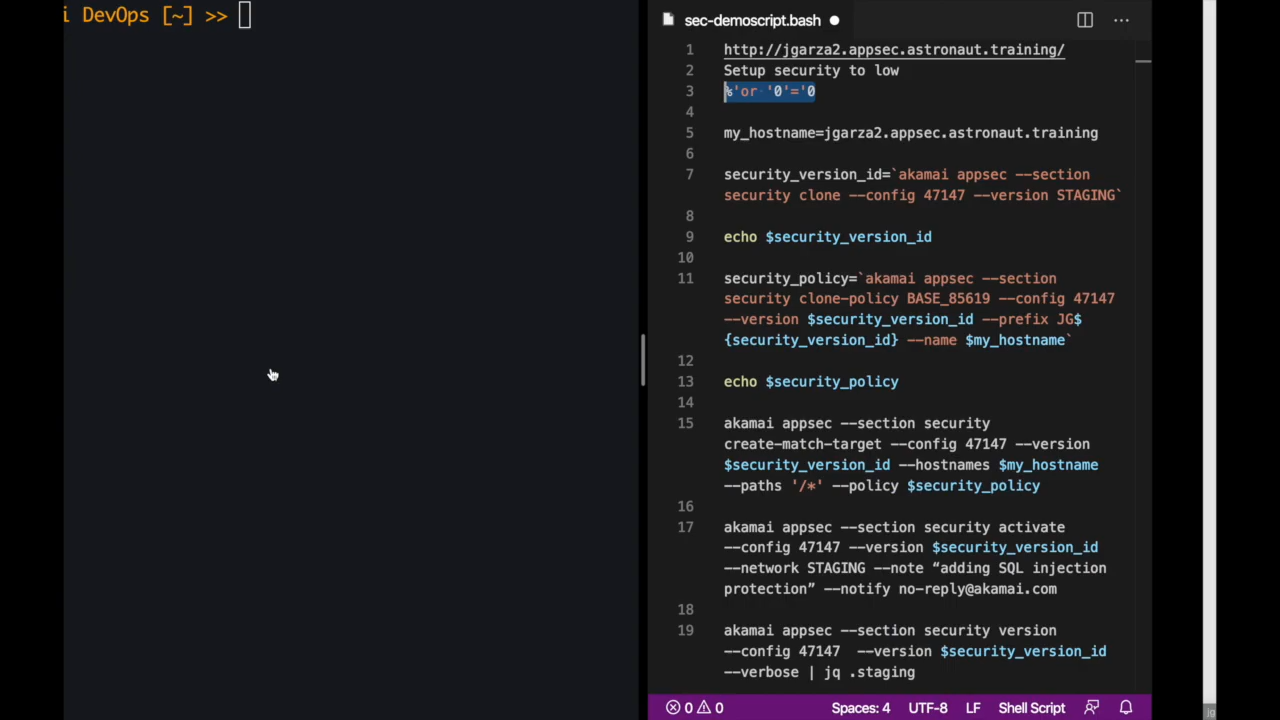 i DevOps [~] >>
sec-demoscript.bash
1 http://jgarza2.appsec.astronaut.training/
2 Setup security to low
3 %'or '0'='0
4
5 my_hostname=jgarza2.appsec.astronaut.training
6
7 security_version_id=`akamai appsec --section
security clone --config 47147 --version STAGING`
8
9 echo $security_version_id
10
11 security_policy=`akamai appsec --section
security clone-policy BASE_85619 --config 47147
--version $security_version_id --prefix JG$
{security_version_id} --name $my_hostname`
12
13 echo $security_policy
14
15 akamai appsec --section security
create-match-target --config 47147 --version
$security_version_id --hostnames $my_hostname
--paths '/*' --policy $security_policy
16
17 akamai appsec --section security activate
--config 47147 --version $security_version_id
--network STAGING --note “adding SQL injection
protection” --notify no-reply@akamai.com
18
19 akamai appsec --section security version
--config 47147 --version $security_version_id
--verbose | jq .staging
0 0 Spaces: 4 UTF-8 LF Shell Script
jg